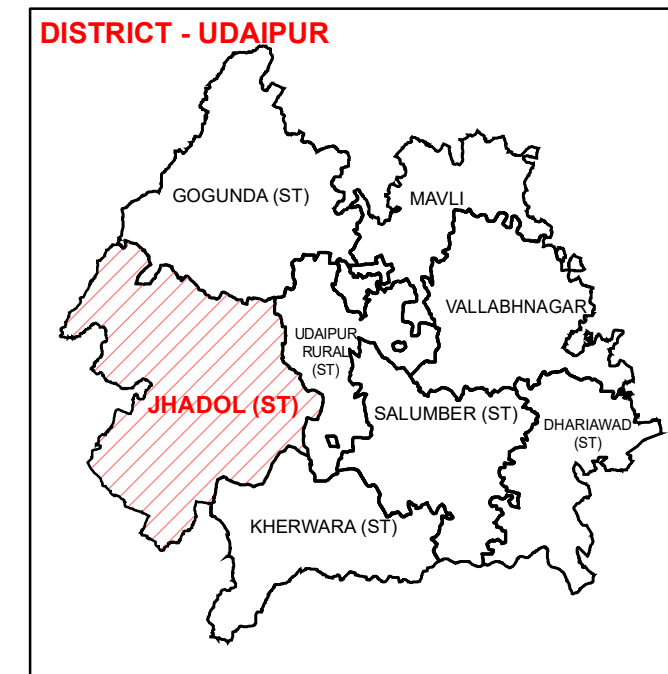 DISTRICT - UDAIPUR
GOGUNDA (ST)
MAVLI
VALLABHNAGAR
UDAIPUR
RURAL
(ST)
JHADOL (ST)
SALUMBER (ST)
DHARIAWAD
(ST)
KHERWARA (ST)